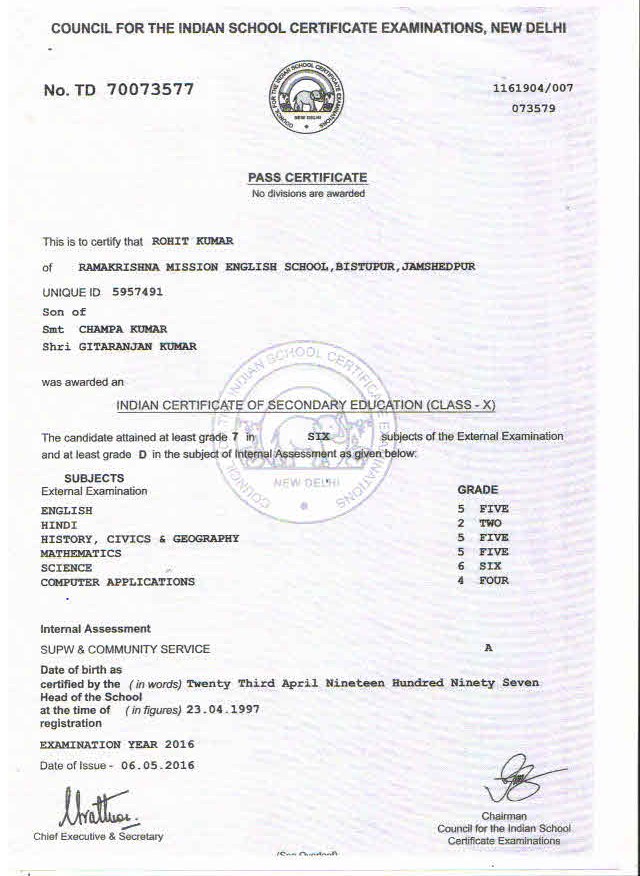 COUNCIL FOR THE INDIAN SCHOOL CERTIFICATE EXAMINATIONS, NEW DELHI
No. TD 70073577
1161904/007
073579
COUNCIL FOR THE INDIAN SCHOOL CERTIFICATE EXAMINATIONS
NEW DELHI
PASS CERTIFICATE
No divisions are awarded
This is to certify that ROHIT KUMAR
of RAMAKRISHNA MISSION ENGLISH SCHOOL,BISTUPUR,JAMSHEDPUR
UNIQUE ID 5957491
Son of
Smt CHAMPA KUMAR
Shri GITARANJAN KUMAR
was awarded an
INDIAN CERTIFICATE OF SECONDARY EDUCATION (CLASS - X)
The candidate attained at least grade 7 in SIX subjects of the External Examination
and at least grade D in the subject of Internal Assessment as given below:
COUNCIL FOR THE INDIAN SCHOOL CERTIFICATE EXAMINATIONS
NEW DELHI
SUBJECTS
External Examination GRADE
ENGLISH 5 FIVE
HINDI 2 TWO
HISTORY, CIVICS & GEOGRAPHY 5 FIVE
MATHEMATICS 5 FIVE
SCIENCE 6 SIX
COMPUTER APPLICATIONS 4 FOUR
Internal Assessment
SUPW & COMMUNITY SERVICE A
Date of birth as
certified by the (in words) Twenty Third April Nineteen Hundred Ninety Seven
Head of the School
at the time of (in figures) 23.04.1997
registration
EXAMINATION YEAR 2016
Date of Issue - 06.05.2016
Chief Executive & Secretary
Chairman
Council for the Indian School
Certificate Examinations